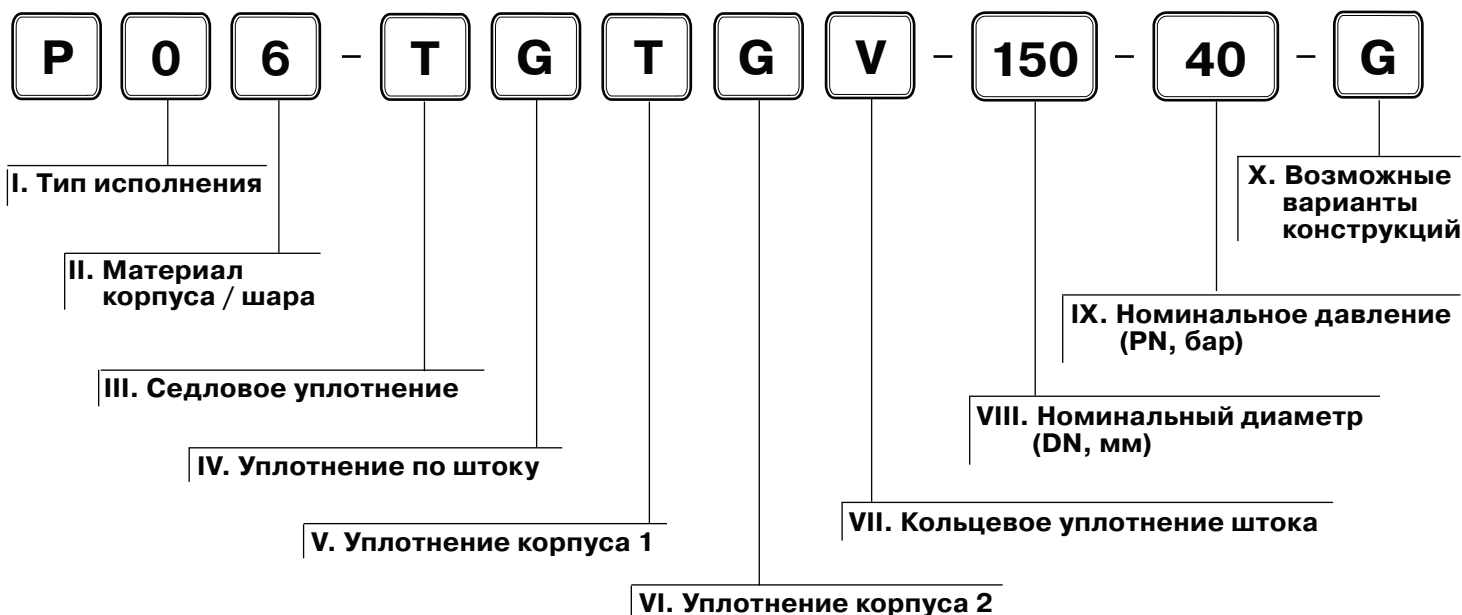 P 0 6 – T G T G V – 150 – 40 – G
I. Тип исполнения
X. Возможные
варианты
конструкций
II. Материал
корпуса / шара
IX. Номинальное давление
(PN, бар)
III. Седловое уплотнение
VIII. Номинальный диаметр
(DN, мм)
IV. Уплотнение по штоку
VII. Кольцевое уплотнение штока
V. Уплотнение корпуса 1
VI. Уплотнение корпуса 2